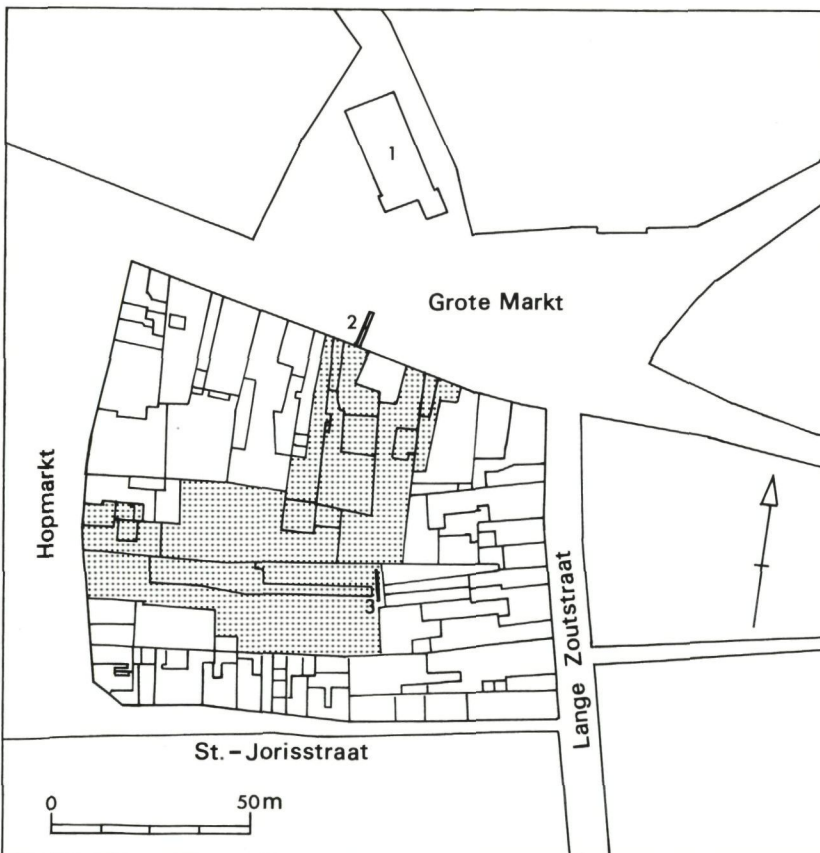 1
Grote Markt
2
Hopmarkt
3
Lange Zoutstraat
St.-Jorisstraat
0 50m